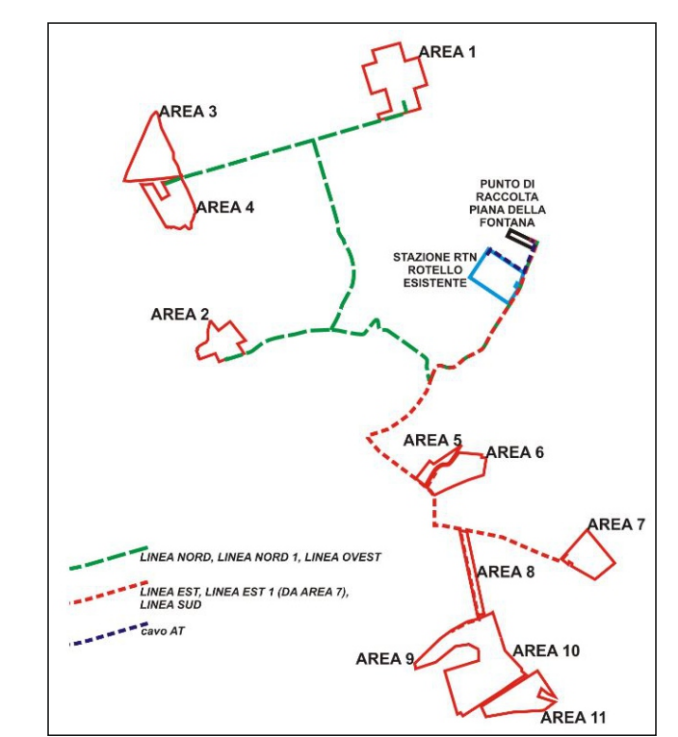 AREA 1
AREA 3
PUNTO DI
RACCOLTA
PIANA DELLA
FONTANA
AREA 4
STAZIONE RTN
ROTELLO
ESISTENTE
AREA 2
AREA 5
AREA 6
AREA 7
LINEA NORD, LINEA NORD 1, LINEA OVEST
AREA 8
LINEA EST, LINEA EST 1 (DA AREA 7),
LINEA SUD
cavo AT
AREA 10
AREA 9
AREA 11